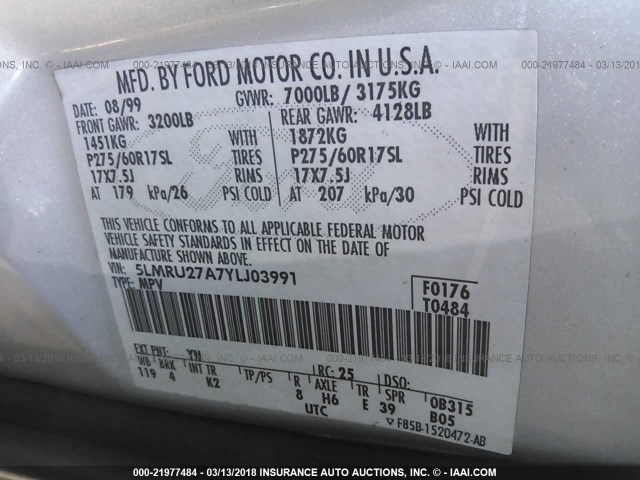 000-21977484 - 03/13/2018 - IAAI.COM
MFD. BY FORD MOTOR CO. IN U.S.A.
DATE: 08/99 GVWR: 7000LB/ 3175KG
FRONT GAWR: 3200LB REAR GAWR: 4128LB
1451KG WITH 1872KG WITH
P275/60R17SL TIRES P275/60R17SL TIRES
17X7.5J RIMS 17X7.5J RIMS
AT 179 kPa/26 PSI COLD AT 207 kPa/30 PSI COLD
THIS VEHICLE CONFORMS TO ALL APPLICABLE FEDERAL MOTOR
VEHICLE SAFETY STANDARDS IN EFFECT ON THE DATE OF
MANUFACTURE SHOWN ABOVE.
VIN: 5LMRU27A7YLJ03991 F0176
TYPE: MPV T0484
EXT PNT: YN RC: 25 DSO:
WB BRK INT TR TP/PS R AXLE TR SPR 0B315
119 4 K2 8 H6 E 39 B05
UTC ▽ F85B-1520472-AB
000-21977484 - 03/13/2018 - INSURANCE AUTO AUCTIONS, INC. - IAAI.COM